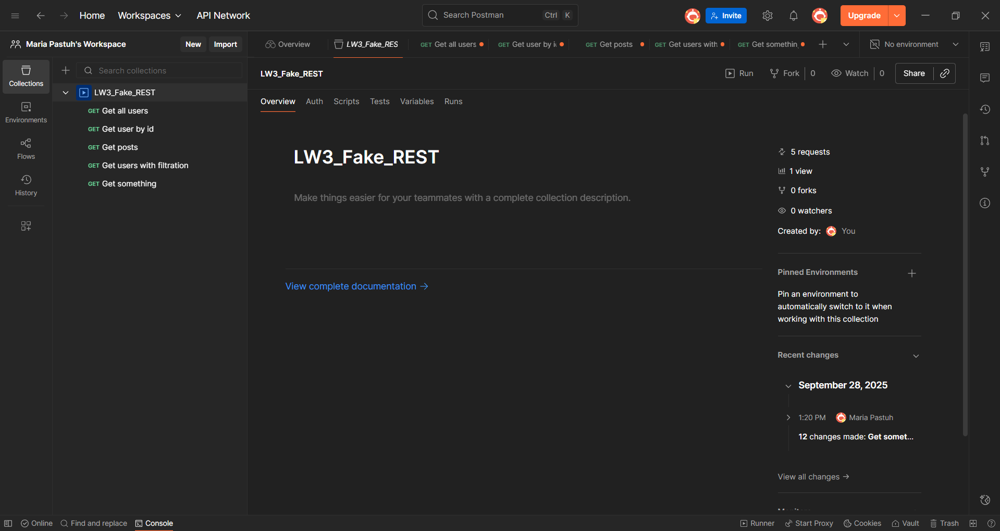 Home Workspaces API Network Search Postman Ctrl K Invite Upgrade
Maria Pastuh's Workspace New Import
Overview LW3_Fake_RES GET Get all users GET Get user by i GET Get posts GET Get users with GET Get somethin No environment
Search collections
LW3_Fake_REST Run Fork 0 Watch 0 Share
Collections
Environments
Flows
History
LW3_Fake_REST
GET Get all users
GET Get user by id
GET Get posts
GET Get users with filtration
GET Get something
Overview Auth Scripts Tests Variables Runs
LW3_Fake_REST
Make things easier for your teammates with a complete collection description.
View complete documentation →
5 requests
1 view
0 forks
0 watchers
Created by: You
Pinned Environments
Pin an environment to
automatically switch to it when
working with this collection
Recent changes
September 28, 2025
1:20 PM Maria Pastuh
12 changes made: Get somet...
View all changes →
Online Find and replace Console Runner Start Proxy Cookies Vault Trash